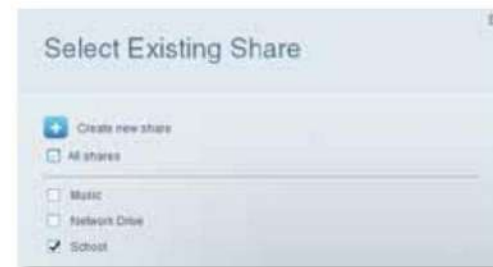 Select Existing Share
Create new share
All shares
Music
Network Drive
School